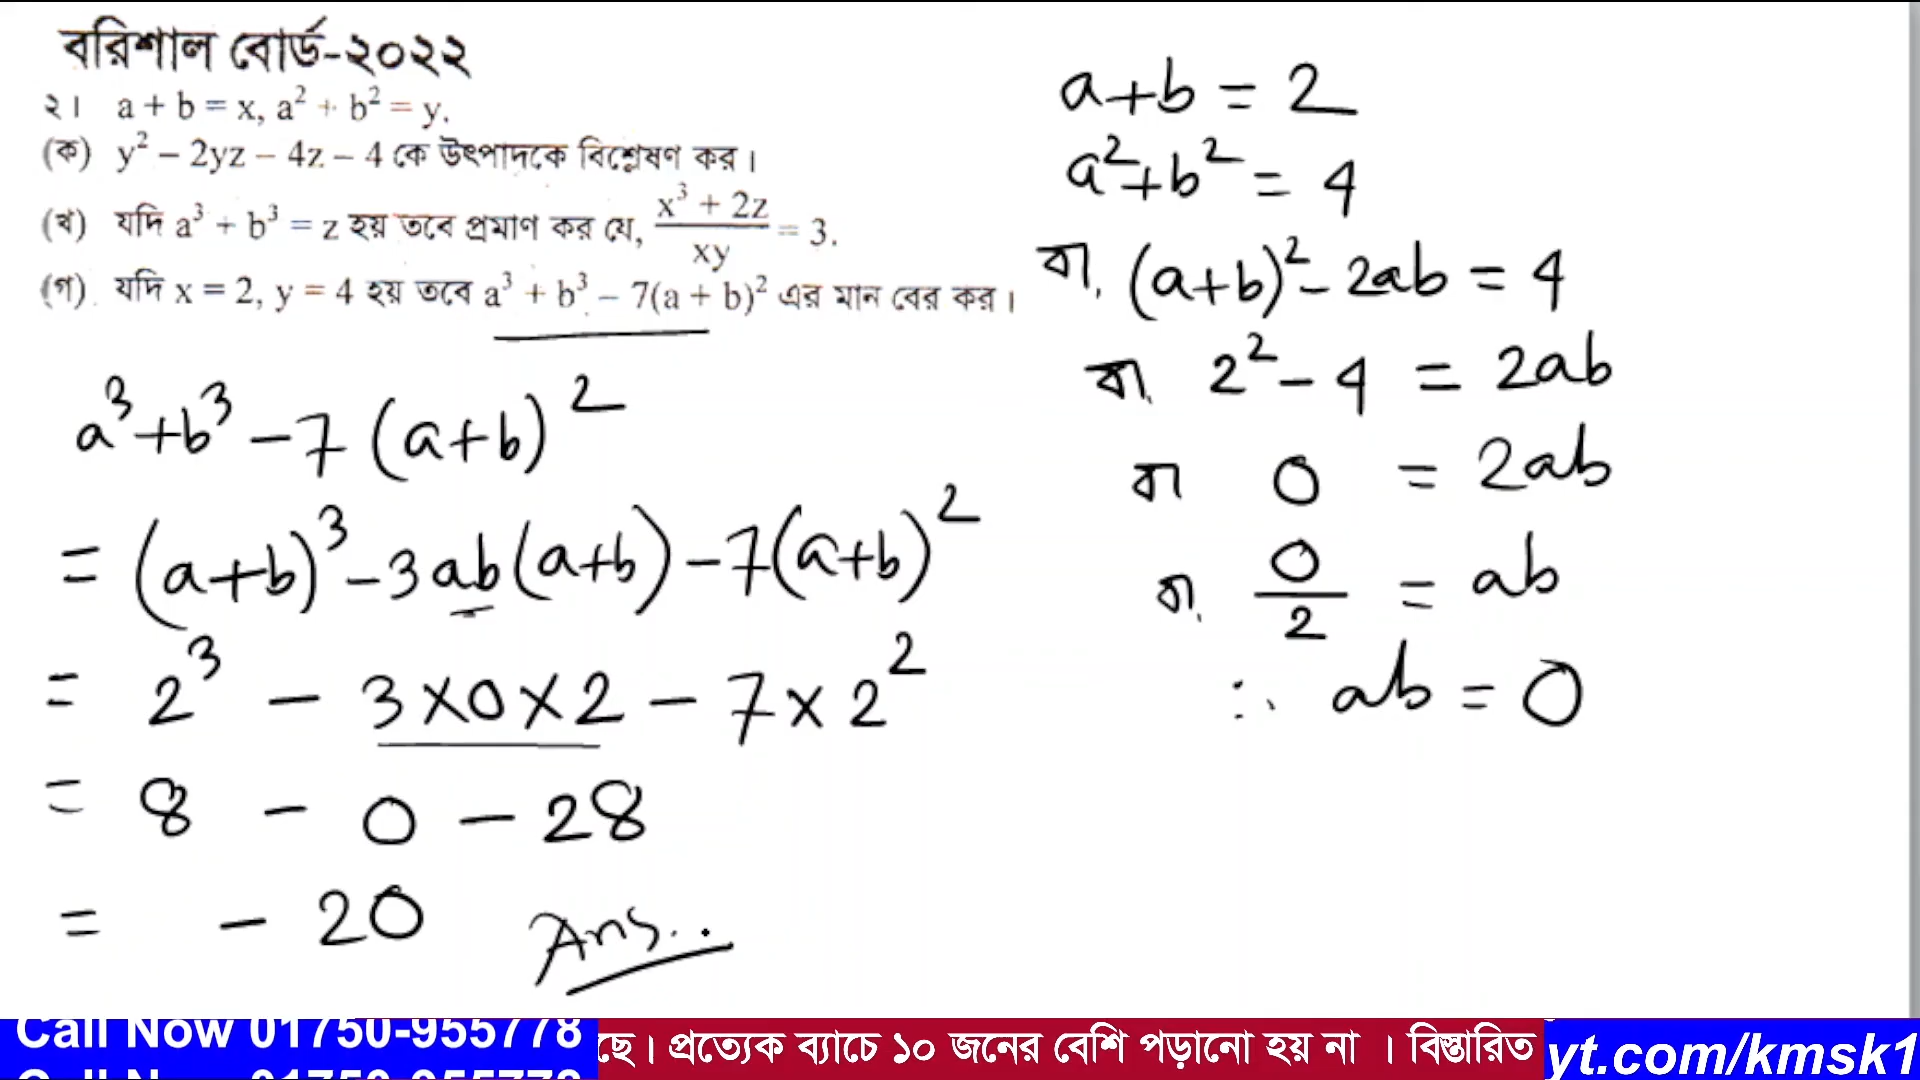 বরিশাল বোর্ড-২০২২
২। a + b = x, a² + b² = y.
(ক) y² – 2yz – 4z – 4 কে উৎপাদকে বিশ্লেষণ কর।
(খ) যদি a³ + b³ = z হয় তবে প্রমাণ কর যে, (x³ + 2z)/(xy) = 3.
(গ) যদি x = 2, y = 4 হয় তবে a³ + b³ – 7(a + b)² এর মান বের কর।
a³+b³ –7 (a+b)²
= (a+b)³ –3ab(a+b) –7(a+b)²
= 2³ – 3×0×2 – 7×2²
= 8 – 0 – 28
= – 20 Ans..
a+b = 2
a²+b² = 4
বা, (a+b)² – 2ab = 4
বা, 2² – 4 = 2ab
বা 0 = 2ab
বা, 0/2 = ab
∴ ab = 0
Call Now 01750-955778
ছে। প্রত্যেক ব্যাচে ১০ জনের বেশি পড়ানো হয় না । বিস্তারিত
yt.com/kmsk1